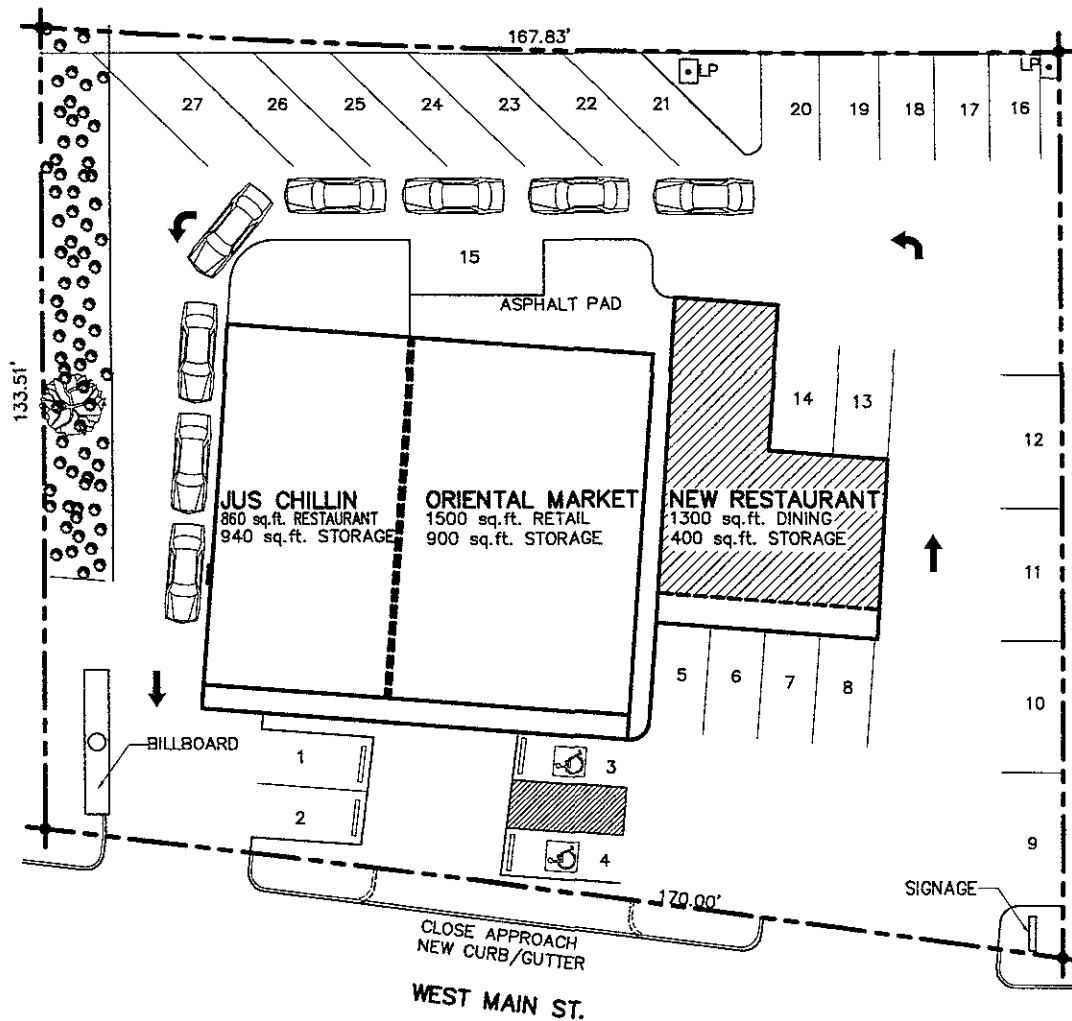 167.83'
LP
LP
27
26
25
24
23
22
21
20
19
18
17
16
15
ASPHALT PAD
133.51'
14
13
12
JUS CHILLIN
860 sq.ft. RESTAURANT
940 sq.ft. STORAGE
ORIENTAL MARKET
1500 sq.ft. RETAIL
900 sq.ft. STORAGE
NEW RESTAURANT
1300 sq.ft. DINING
400 sq.ft. STORAGE
11
5
6
7
8
10
BILLBOARD
1
2
3
4
9
SIGNAGE
170.00'
CLOSE APPROACH
NEW CURB/GUTTER
WEST MAIN ST.